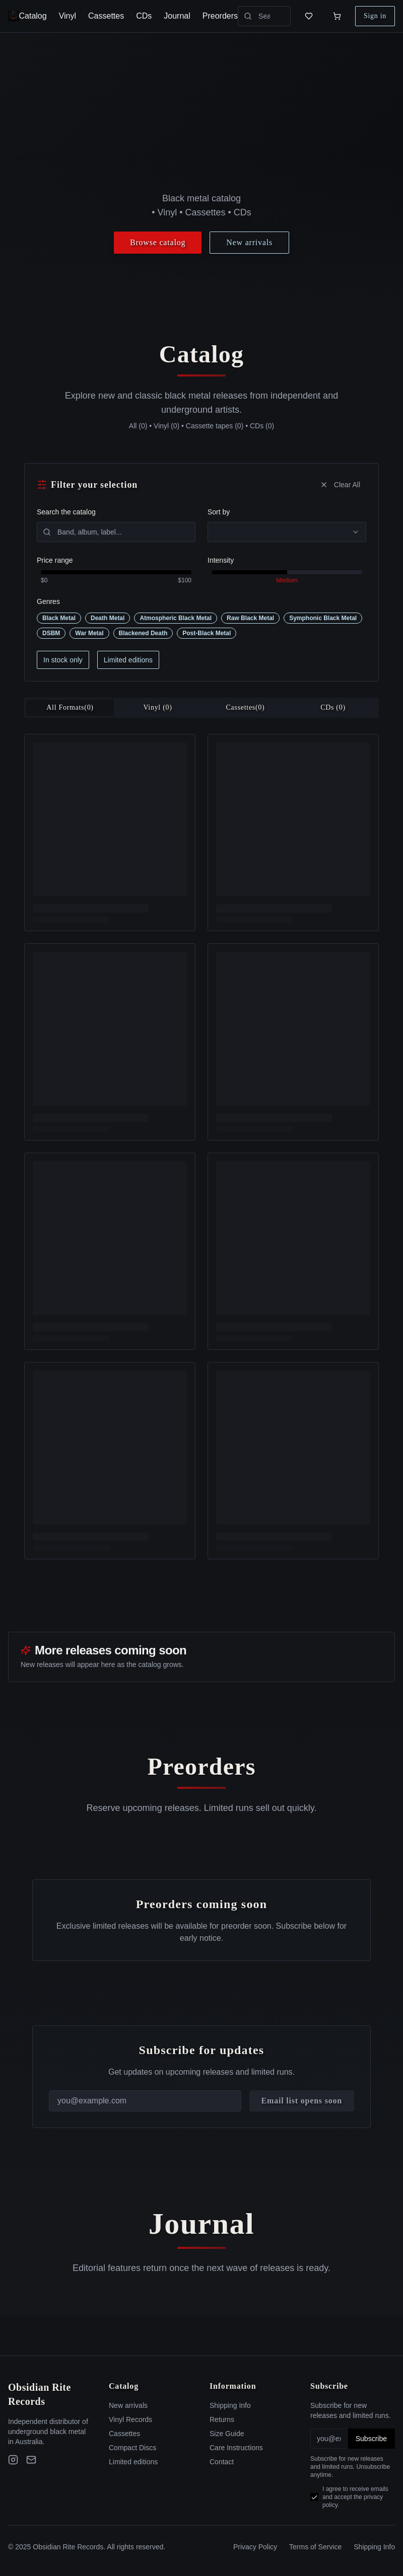 Catalog Vinyl Cassettes CDs Journal Preorders Sea Sign in
Black metal catalog
• Vinyl • Cassettes • CDs
Browse catalog New arrivals
Catalog
Explore new and classic black metal releases from independent and
underground artists.
All (0) • Vinyl (0) • Cassette tapes (0) • CDs (0)
Filter your selection Clear All
Search the catalog Sort by
Band, album, label...
Price range Intensity
$0 $100 Medium
Genres
Black Metal Death Metal Atmospheric Black Metal Raw Black Metal Symphonic Black Metal
DSBM War Metal Blackened Death Post-Black Metal
In stock only Limited editions
All Formats(0) Vinyl (0) Cassettes(0) CDs (0)
More releases coming soon
New releases will appear here as the catalog grows.
Preorders
Reserve upcoming releases. Limited runs sell out quickly.
Preorders coming soon
Exclusive limited releases will be available for preorder soon. Subscribe below for
early notice.
Subscribe for updates
Get updates on upcoming releases and limited runs.
you@example.com Email list opens soon
Journal
Editorial features return once the next wave of releases is ready.
Obsidian Rite
Records
Independent distributor of
underground black metal
in Australia.
Catalog
New arrivals
Vinyl Records
Cassettes
Compact Discs
Limited editions
Information
Shipping Info
Returns
Size Guide
Care Instructions
Contact
Subscribe
Subscribe for new
releases and limited runs.
you@ex Subscribe
Subscribe for new releases
and limited runs. Unsubscribe
anytime.
I agree to receive emails
and accept the privacy
policy.
© 2025 Obsidian Rite Records. All rights reserved. Privacy Policy Terms of Service Shipping Info